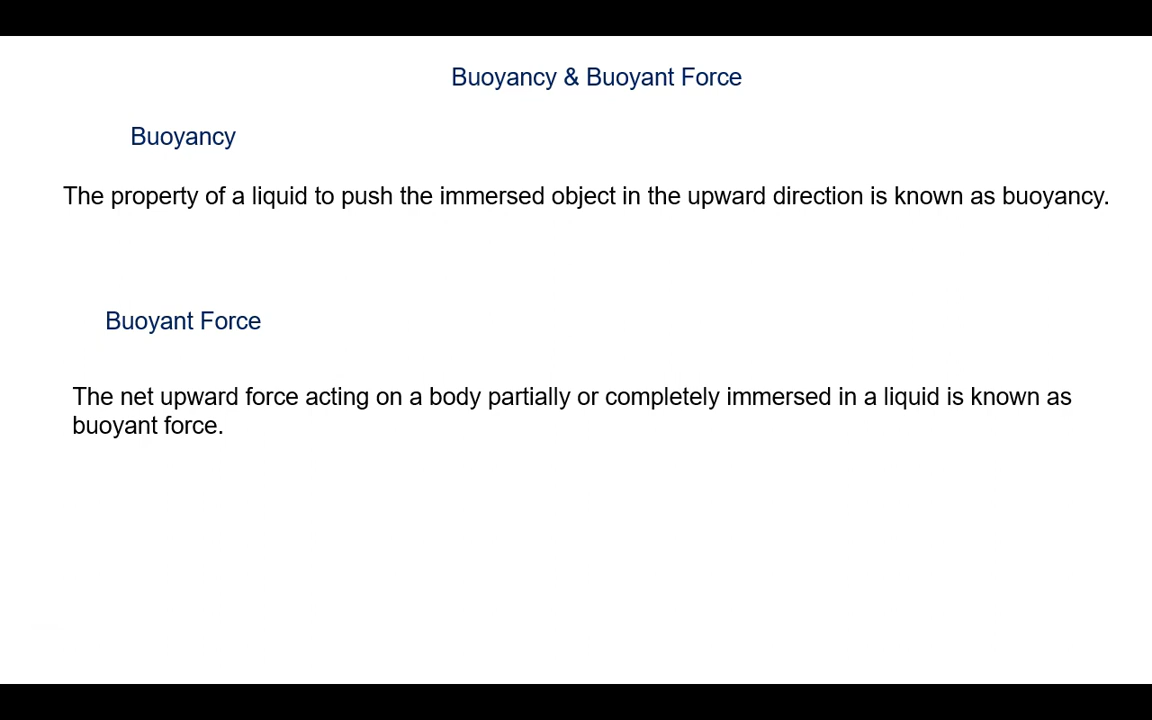 Buoyancy & Buoyant Force
Buoyancy
The property of a liquid to push the immersed object in the upward direction is known as buoyancy.
Buoyant Force
The net upward force acting on a body partially or completely immersed in a liquid is known as
buoyant force.